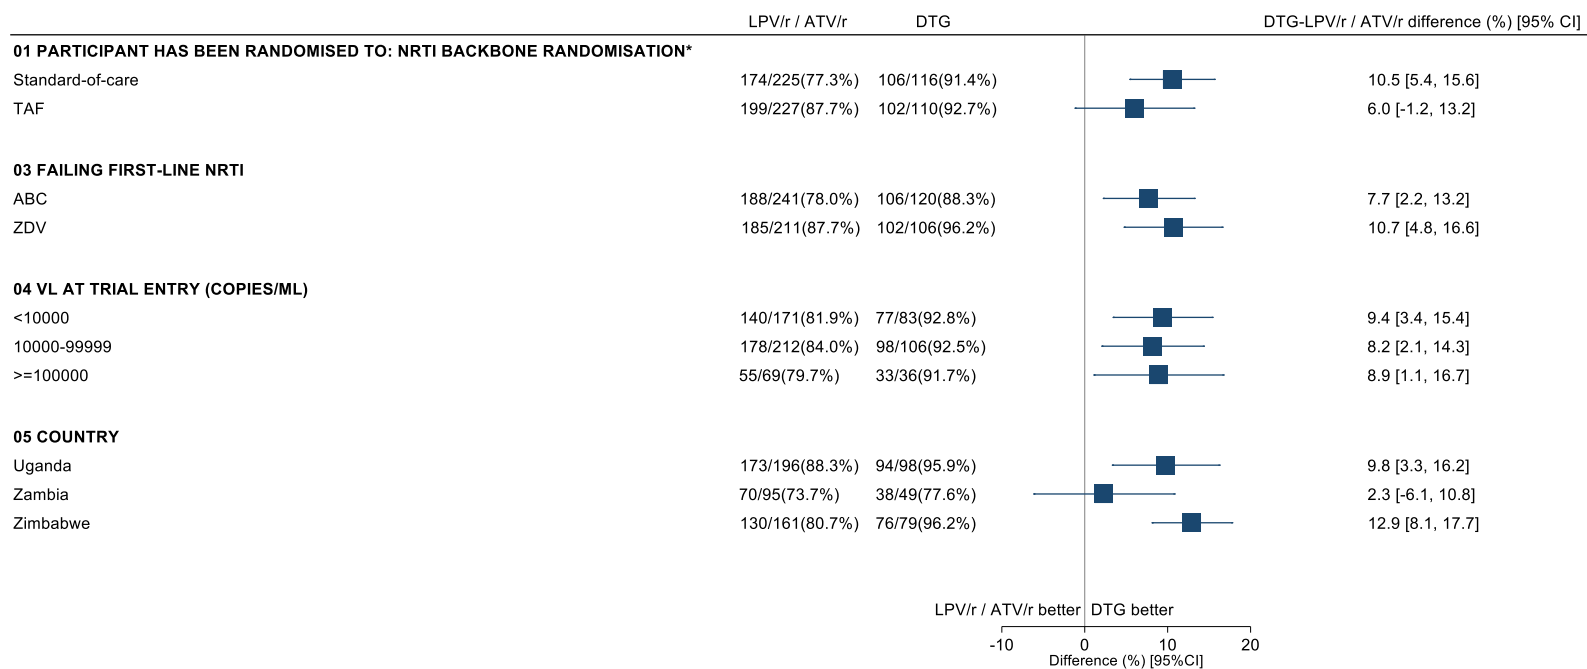 LPV/r / ATV/r DTG DTG-LPV/r / ATV/r difference (%) [95% CI]
01 PARTICIPANT HAS BEEN RANDOMISED TO: NRTI BACKBONE RANDOMISATION*
Standard-of-care 174/225(77.3%) 106/116(91.4%) 10.5 [5.4, 15.6]
TAF 199/227(87.7%) 102/110(92.7%) 6.0 [-1.2, 13.2]
03 FAILING FIRST-LINE NRTI
ABC 188/241(78.0%) 106/120(88.3%) 7.7 [2.2, 13.2]
ZDV 185/211(87.7%) 102/106(96.2%) 10.7 [4.8, 16.6]
04 VL AT TRIAL ENTRY (COPIES/ML)
<10000 140/171(81.9%) 77/83(92.8%) 9.4 [3.4, 15.4]
10000-99999 178/212(84.0%) 98/106(92.5%) 8.2 [2.1, 14.3]
>=100000 55/69(79.7%) 33/36(91.7%) 8.9 [1.1, 16.7]
05 COUNTRY
Uganda 173/196(88.3%) 94/98(95.9%) 9.8 [3.3, 16.2]
Zambia 70/95(73.7%) 38/49(77.6%) 2.3 [-6.1, 10.8]
Zimbabwe 130/161(80.7%) 76/79(96.2%) 12.9 [8.1, 17.7]
LPV/r / ATV/r better DTG better
-10 0 10 20
Difference (%) [95%CI]